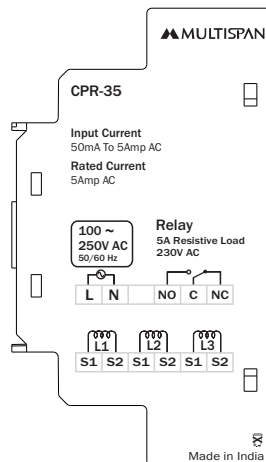 MULTISPAN
CPR-35
Input Current
50mA To 5Amp AC
Rated Current
5Amp AC
100 ~
250V AC
50/60 Hz
Relay
5A Resistive Load
230V AC
L N NO C NC
L1 L2 L3
S1 S2 S1 S2 S1 S2
Made in India